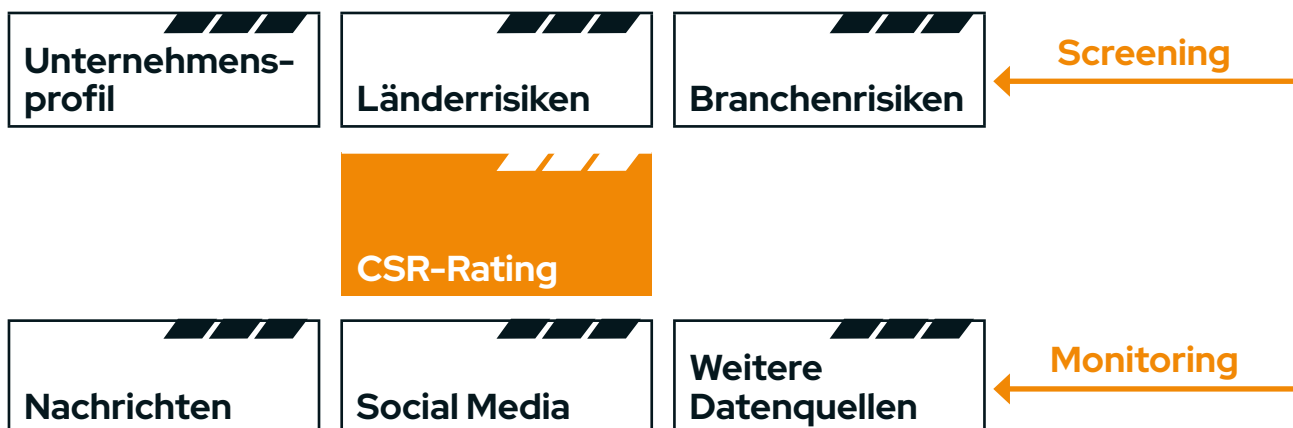 Unternehmens-
profil
Länderrisiken
Branchenrisiken
Screening
CSR-Rating
Nachrichten
Social Media
Weitere
Datenquellen
Monitoring